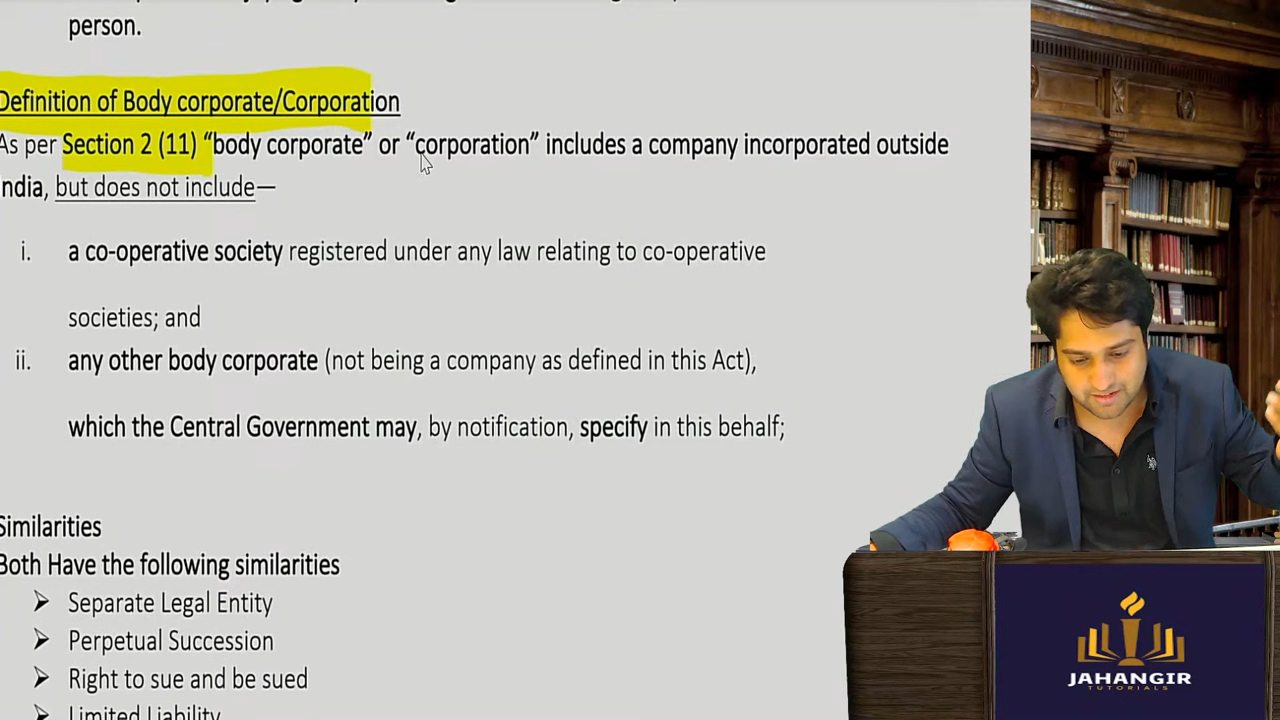 person.
Definition of Body corporate/Corporation
As per Section 2 (11) “body corporate” or “corporation” includes a company incorporated outside
India, but does not include—
i. a co-operative society registered under any law relating to co-operative
societies; and
ii. any other body corporate (not being a company as defined in this Act),
which the Central Government may, by notification, specify in this behalf;
Similarities
Both Have the following similarities
➢ Separate Legal Entity
➢ Perpetual Succession
➢ Right to sue and be sued
➢ Limited Liability
JAHANGIR
TUTORIALS